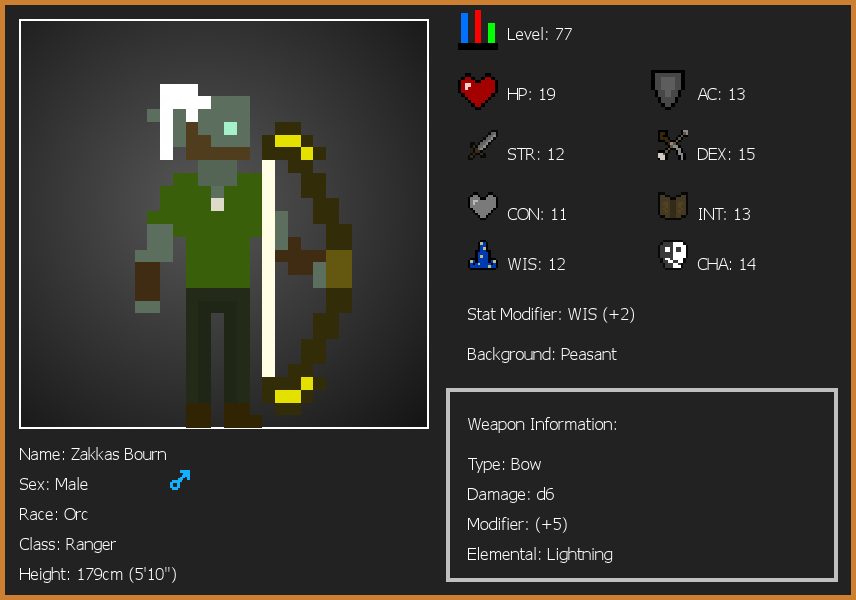 Level: 77
HP: 19
AC: 13
STR: 12
DEX: 15
CON: 11
INT: 13
WIS: 12
CHA: 14
Stat Modifier: WIS (+2)
Background: Peasant
Weapon Information:
Type: Bow
Damage: d6
Modifier: (+5)
Elemental: Lightning
Name: Zakkas Bourn
Sex: Male
Race: Orc
Class: Ranger
Height: 179cm (5'10")